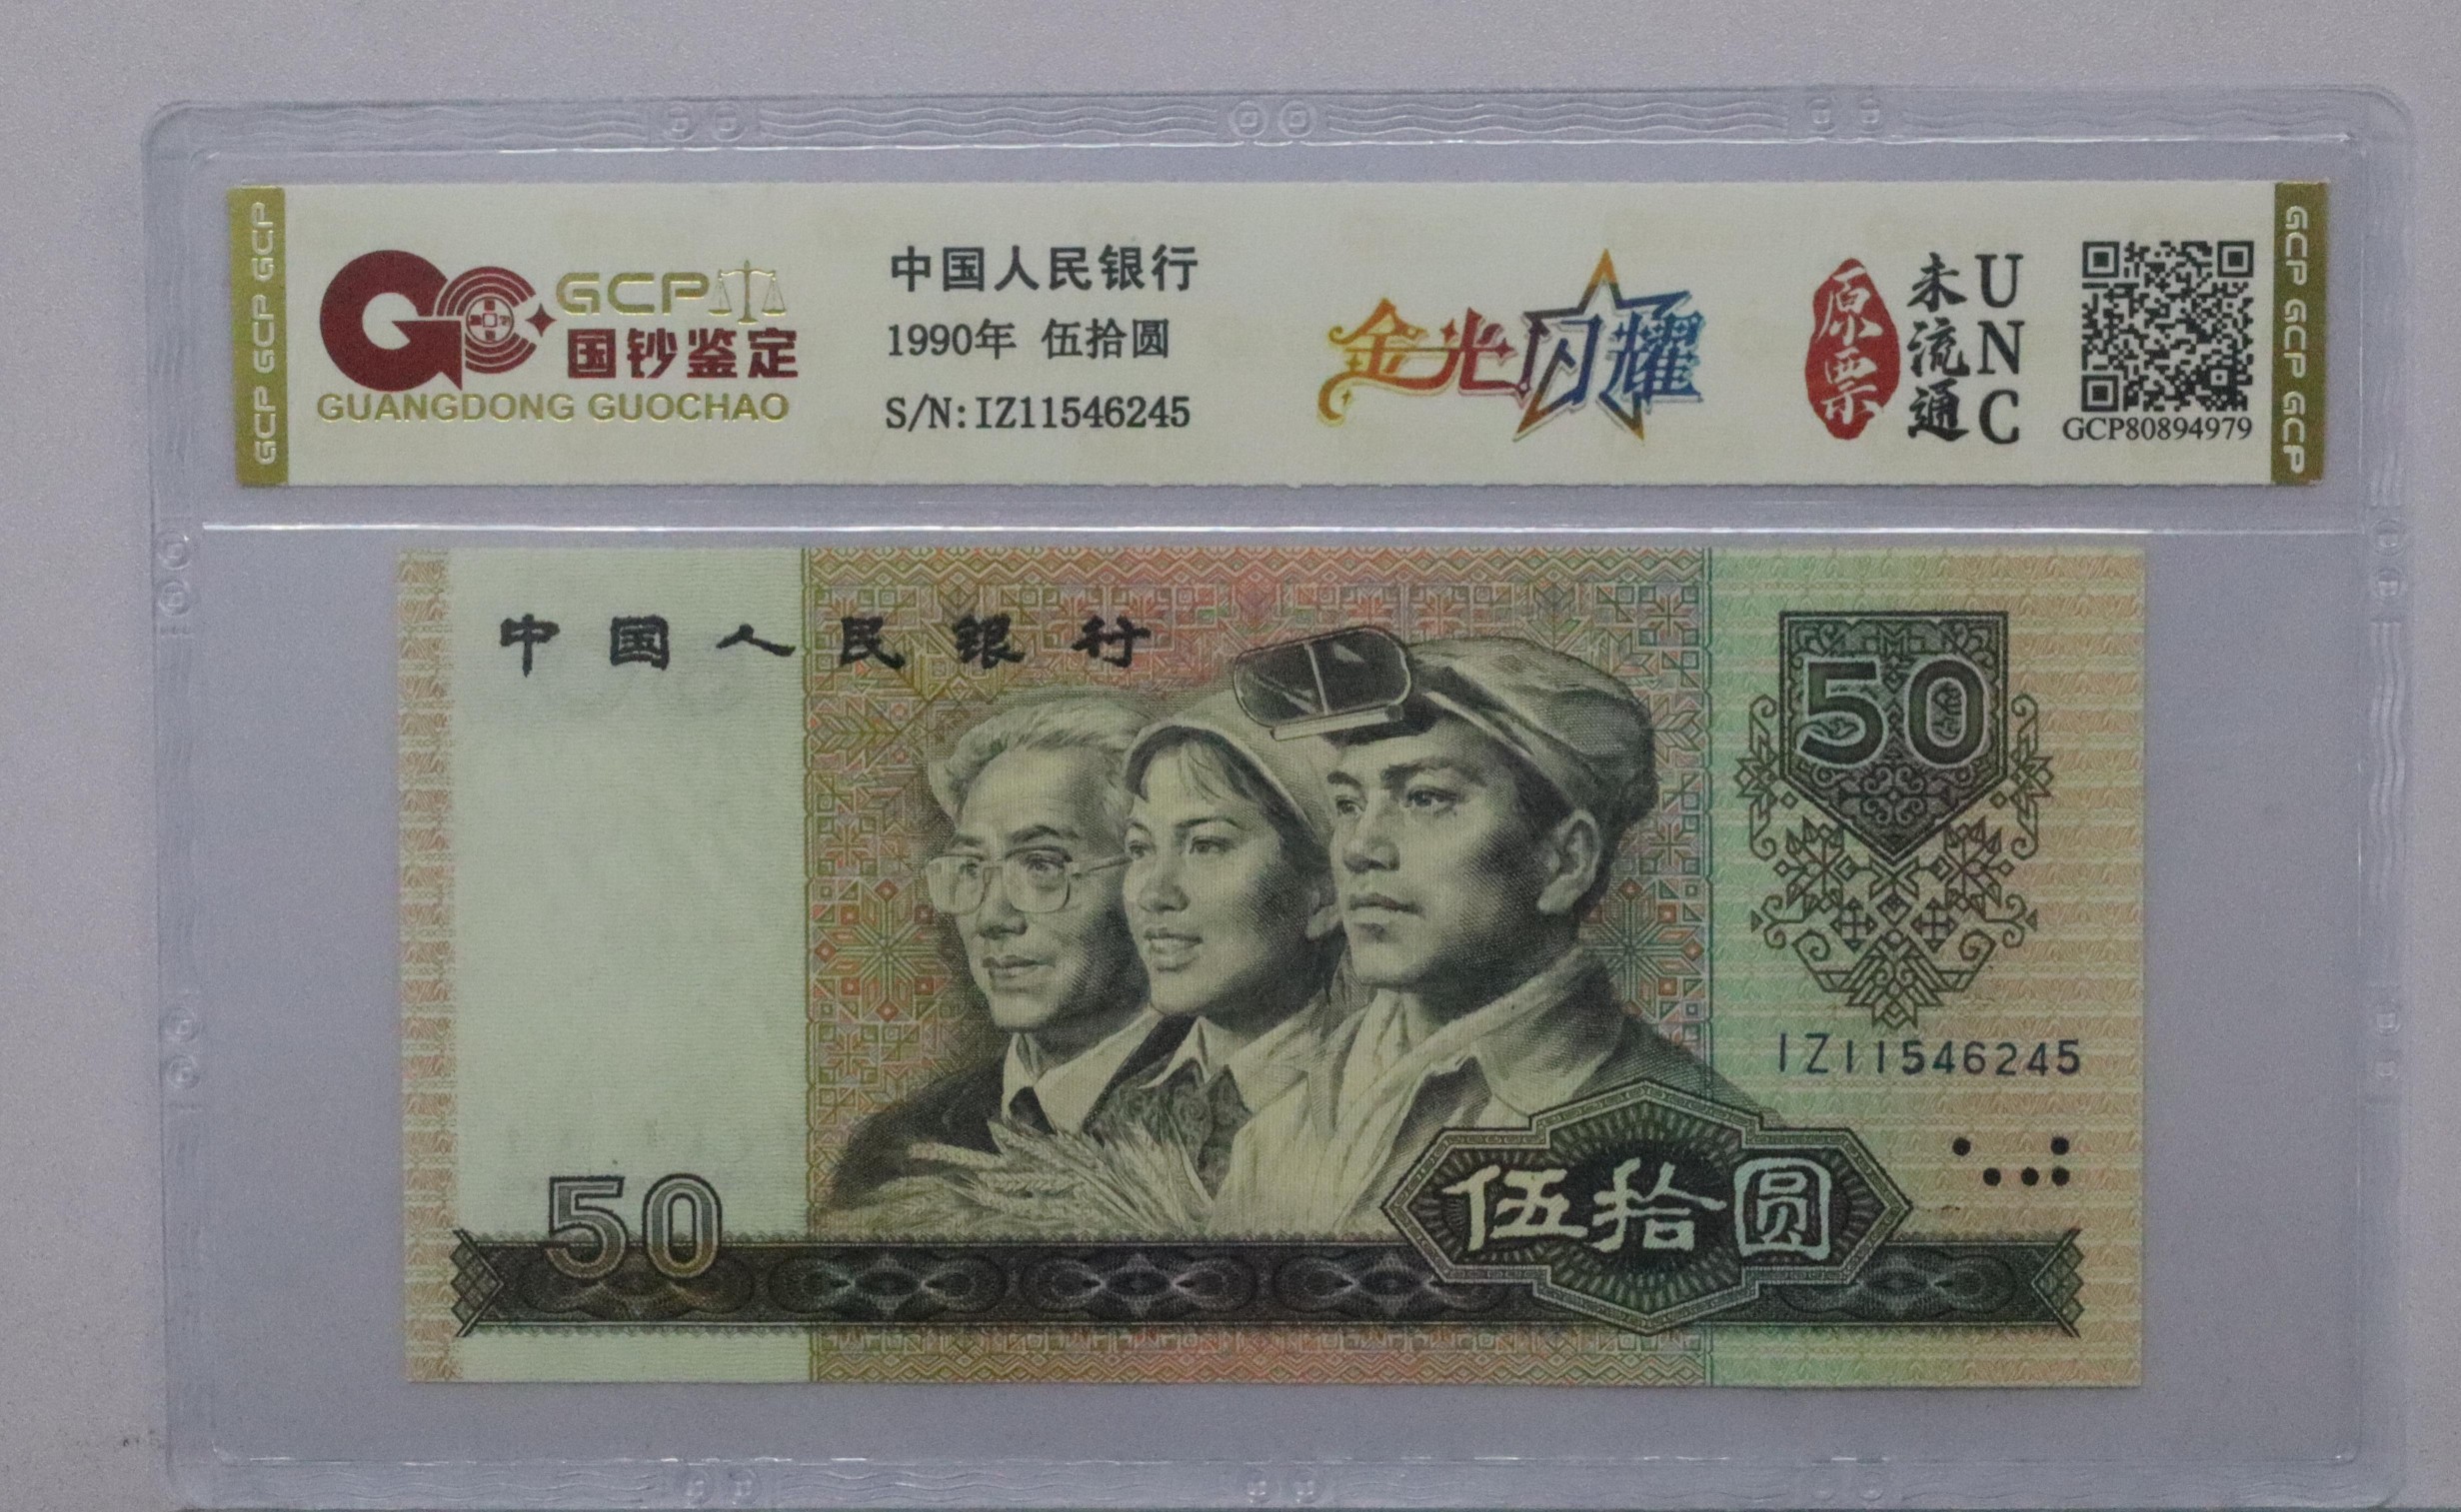 GCP GCP GCP
GCP
国钞鉴定
GUANGDONG GUOCHAO
中国人民银行
1990年 伍拾圆
S/N: IZ11546245
金光闪耀
原票
未流通
UNC
GCP80894979
GCP GCP GCP GCP
中国人民银行
50
IZ11546245
50
伍拾圆